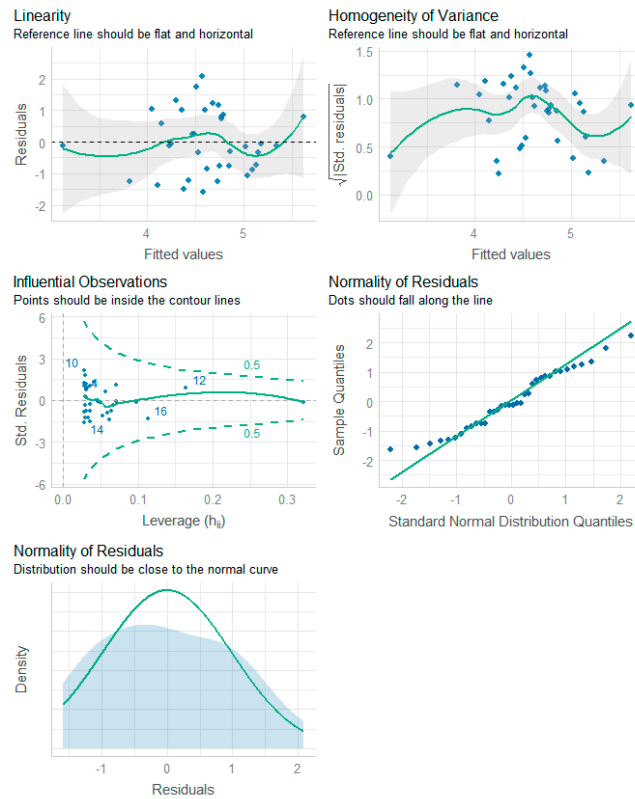 Linearity
Reference line should be flat and horizontal
Residuals
2
1
0
-1
-2
4
5
Fitted values
Homogeneity of Variance
Reference line should be flat and horizontal
√|Std. residuals|
1.5
1.0
0.5
0.0
4
5
Fitted values
Influential Observations
Points should be inside the contour lines
Std. Residuals
6
3
0
-3
-6
10
4
14
12
16
0.5
0.5
0.0
0.1
0.2
0.3
Leverage (hii)
Normality of Residuals
Dots should fall along the line
Sample Quantiles
2
1
0
-1
-2
-2
-1
0
1
2
Standard Normal Distribution Quantiles
Normality of Residuals
Distribution should be close to the normal curve
Density
-1
0
1
2
Residuals